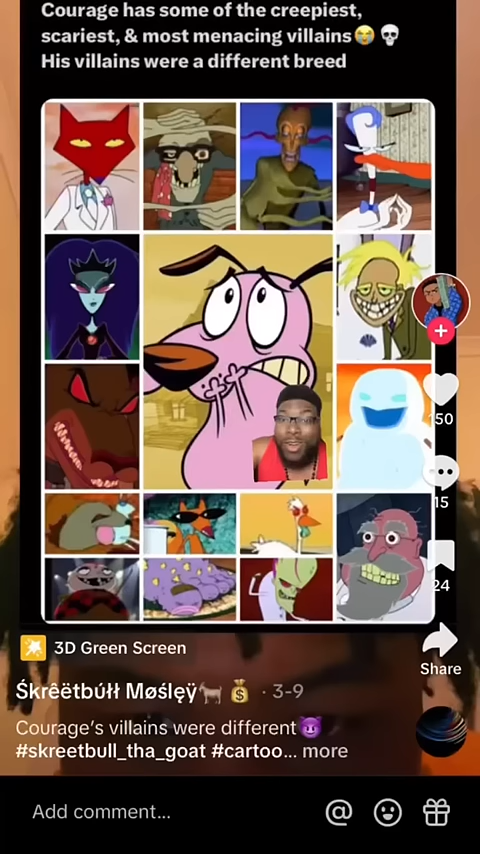 Courage has some of the creepiest,
scariest, & most menacing villains😭💀
His villains were a different breed
150
15
24
3D Green Screen
Share
Śkrêëtbúłł Møślęÿ🐐💰 · 3-9
Courage's villains were different😈
#skreetbull_tha_goat #cartoo... more
Add comment...